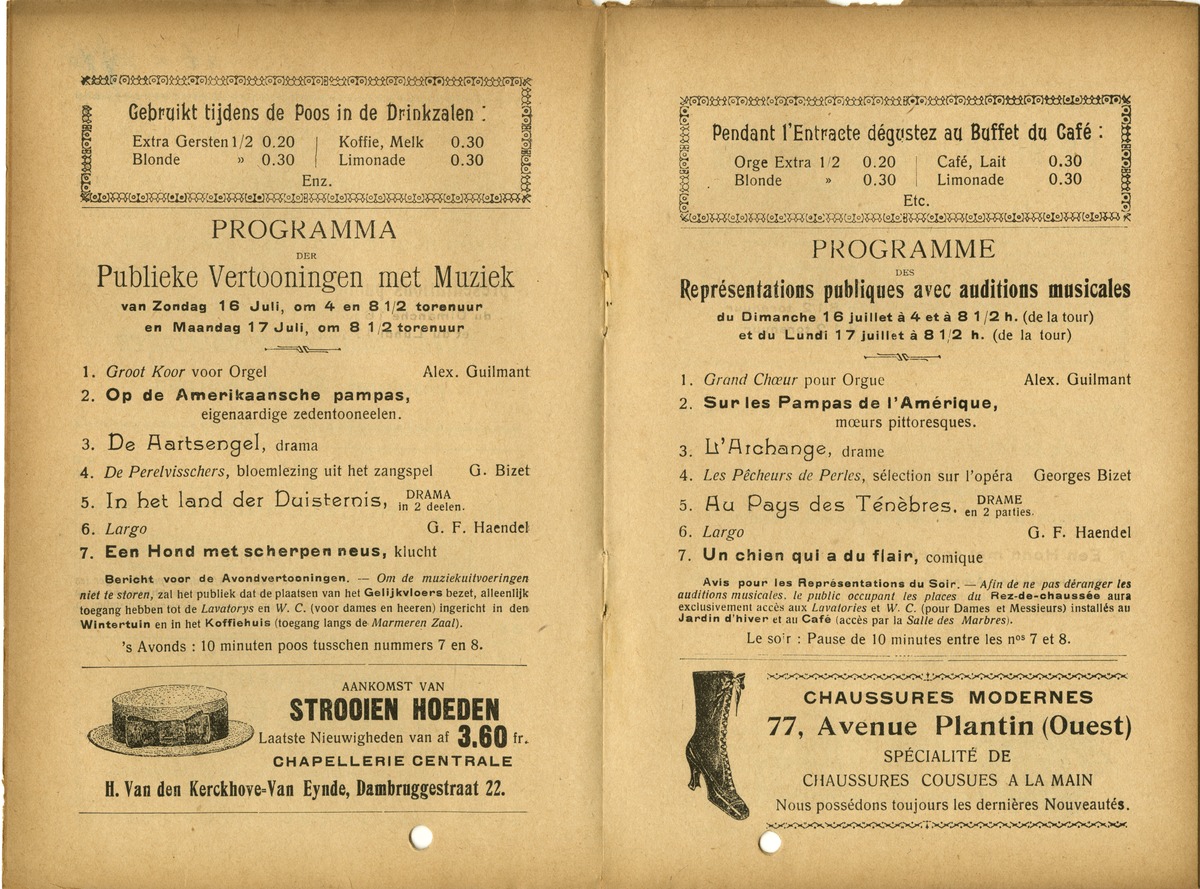 Gebruikt tijdens de Poos in de Drinkzalen :
Extra Gersten 1/2 0.20 | Koffie, Melk 0.30
Blonde » 0.30 | Limonade 0.30
Enz.
PROGRAMMA
DER
Publieke Vertooningen met Muziek
van Zondag 16 Juli, om 4 en 8 1/2 torenuur
en Maandag 17 Juli, om 8 1/2 torenuur
1. Groot Koor voor Orgel Alex. Guilmant
2. Op de Amerikaansche pampas,
eigenaardige zedentooneelen.
3. De Aartsengel, drama
4. De Perelvisschers, bloemlezing uit het zangspel G. Bizet
5. In het land der Duisternis, DRAMA in 2 deelen.
6. Largo G. F. Haendel
7. Een Hond met scherpen neus, klucht
Bericht voor de Avondvertooningen. — Om de muziekuitvoeringen
niet te storen, zal het publiek dat de plaatsen van het Gelijkvloers bezet, alleenlijk
toegang hebben tot de Lavatorys en W. C. (voor dames en heeren) ingericht in den
Wintertuin en in het Koffiehuis (toegang langs de Marmeren Zaal).
's Avonds : 10 minuten poos tusschen nummers 7 en 8.
AANKOMST VAN
STROOIEN HOEDEN
Laatste Nieuwigheden van af 3.60 fr.
CHAPELLERIE CENTRALE
H. Van den Kerckhove-Van Eynde, Dambruggestraat 22.
Pendant l'Entracte dégustez au Buffet du Café :
Orge Extra 1/2 0.20 | Café, Lait 0.30
Blonde » 0.30 | Limonade 0.30
Etc.
PROGRAMME
DES
Représentations publiques avec auditions musicales
du Dimanche 16 juillet à 4 et à 8 1/2 h. (de la tour)
et du Lundi 17 juillet à 8 1/2 h. (de la tour)
1. Grand Chœur pour Orgue Alex. Guilmant
2. Sur les Pampas de l'Amérique,
mœurs pittoresques.
3. L'Archange, drame
4. Les Pêcheurs de Perles, sélection sur l'opéra Georges Bizet
5. Au Pays des Ténèbres, DRAME en 2 parties.
6. Largo G. F. Haendel
7. Un chien qui a du flair, comique
Avis pour les Représentations du Soir. — Afin de ne pas déranger les
auditions musicales, le public occupant les places du Rez-de-chaussée aura
exclusivement accès aux Lavatories et W. C. (pour Dames et Messieurs) installés au
Jardin d'hiver et au Café (accès par la Salle des Marbres).
Le soir : Pause de 10 minutes entre les nos 7 et 8.
CHAUSSURES MODERNES
77, Avenue Plantin (Ouest)
SPÉCIALITÉ DE
CHAUSSURES COUSUES A LA MAIN
Nous possédons toujours les dernières Nouveautés.